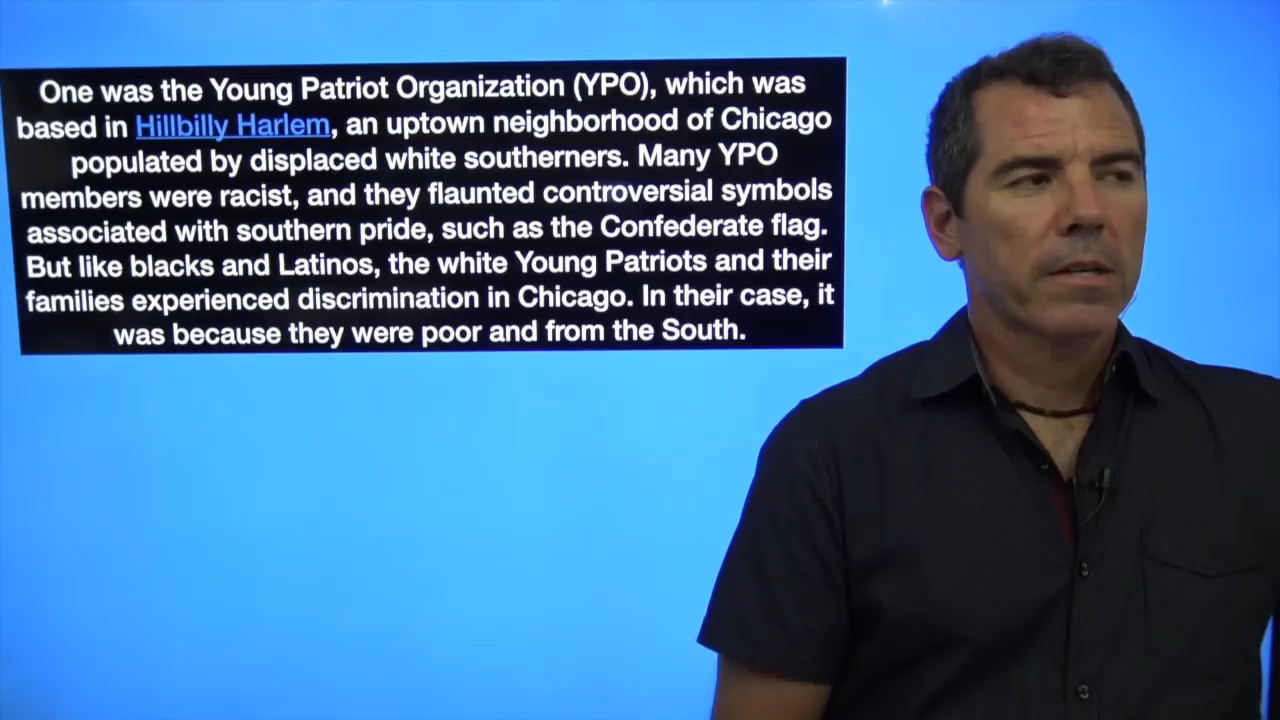 One was the Young Patriot Organization (YPO), which was
based in Hillbilly Harlem, an uptown neighborhood of Chicago
populated by displaced white southerners. Many YPO
members were racist, and they flaunted controversial symbols
associated with southern pride, such as the Confederate flag.
But like blacks and Latinos, the white Young Patriots and their
families experienced discrimination in Chicago. In their case, it
was because they were poor and from the South.